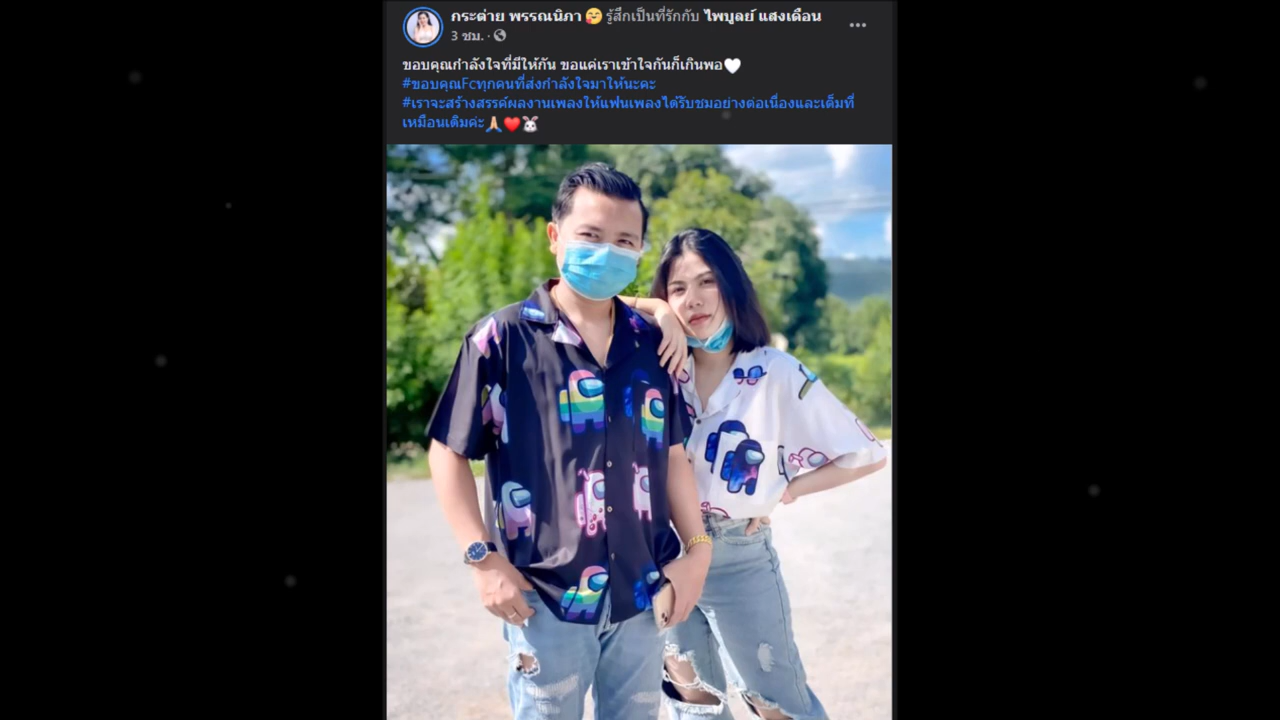 กระต่าย พรรณนิภา 🥰 รู้สึกเป็นที่รักกับ ไพบูลย์ แสงเดือน
3 ชม. ·
ขอบคุณกำลังใจที่มีให้กัน ขอแค่เราเข้าใจกันก็เกินพอ🤍
#ขอบคุณFcทุกคนที่ส่งกำลังใจมาให้นะคะ
#เราจะสร้างสรรค์ผลงานเพลงให้แฟนเพลงได้รับชมอย่างต่อเนื่องและเต็มที่
เหมือนเดิมค่ะ🙏🏼❤️🐰